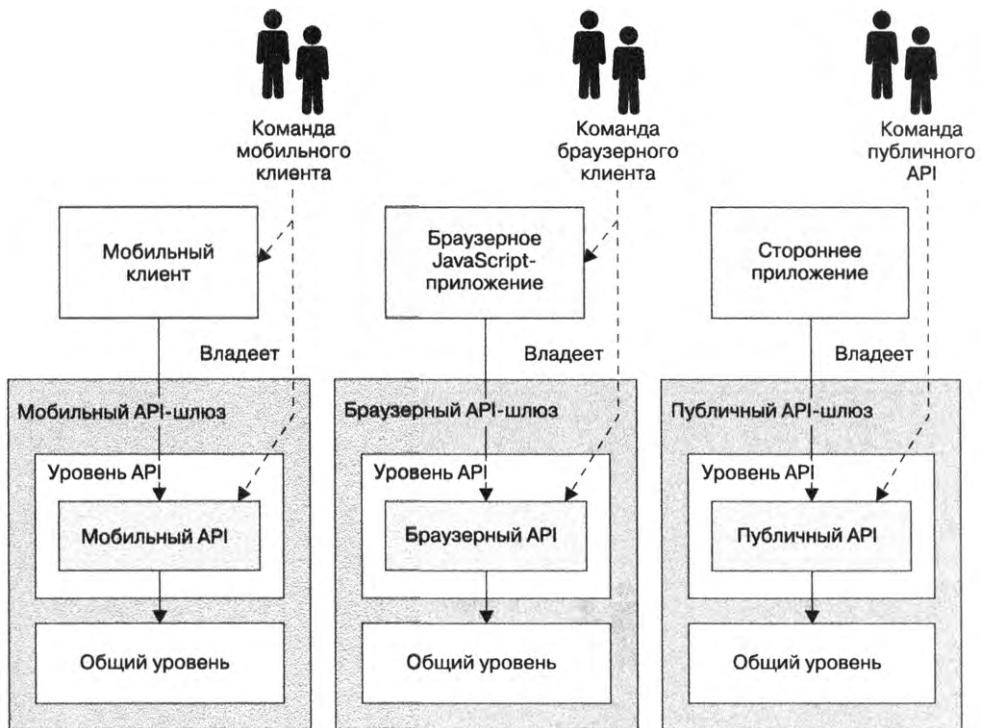 Команда
мобильного
клиента
Команда
браузерного
клиента
Команда
публичного
API
Мобильный
клиент
Браузерное
JavaScript-
приложение
Стороннее
приложение
Владеет
Владеет
Владеет
Мобильный API-шлюз
Браузерный API-шлюз
Публичный API-шлюз
Уровень API
Уровень API
Уровень API
Мобильный API
Браузерный API
Публичный API
Общий уровень
Общий уровень
Общий уровень